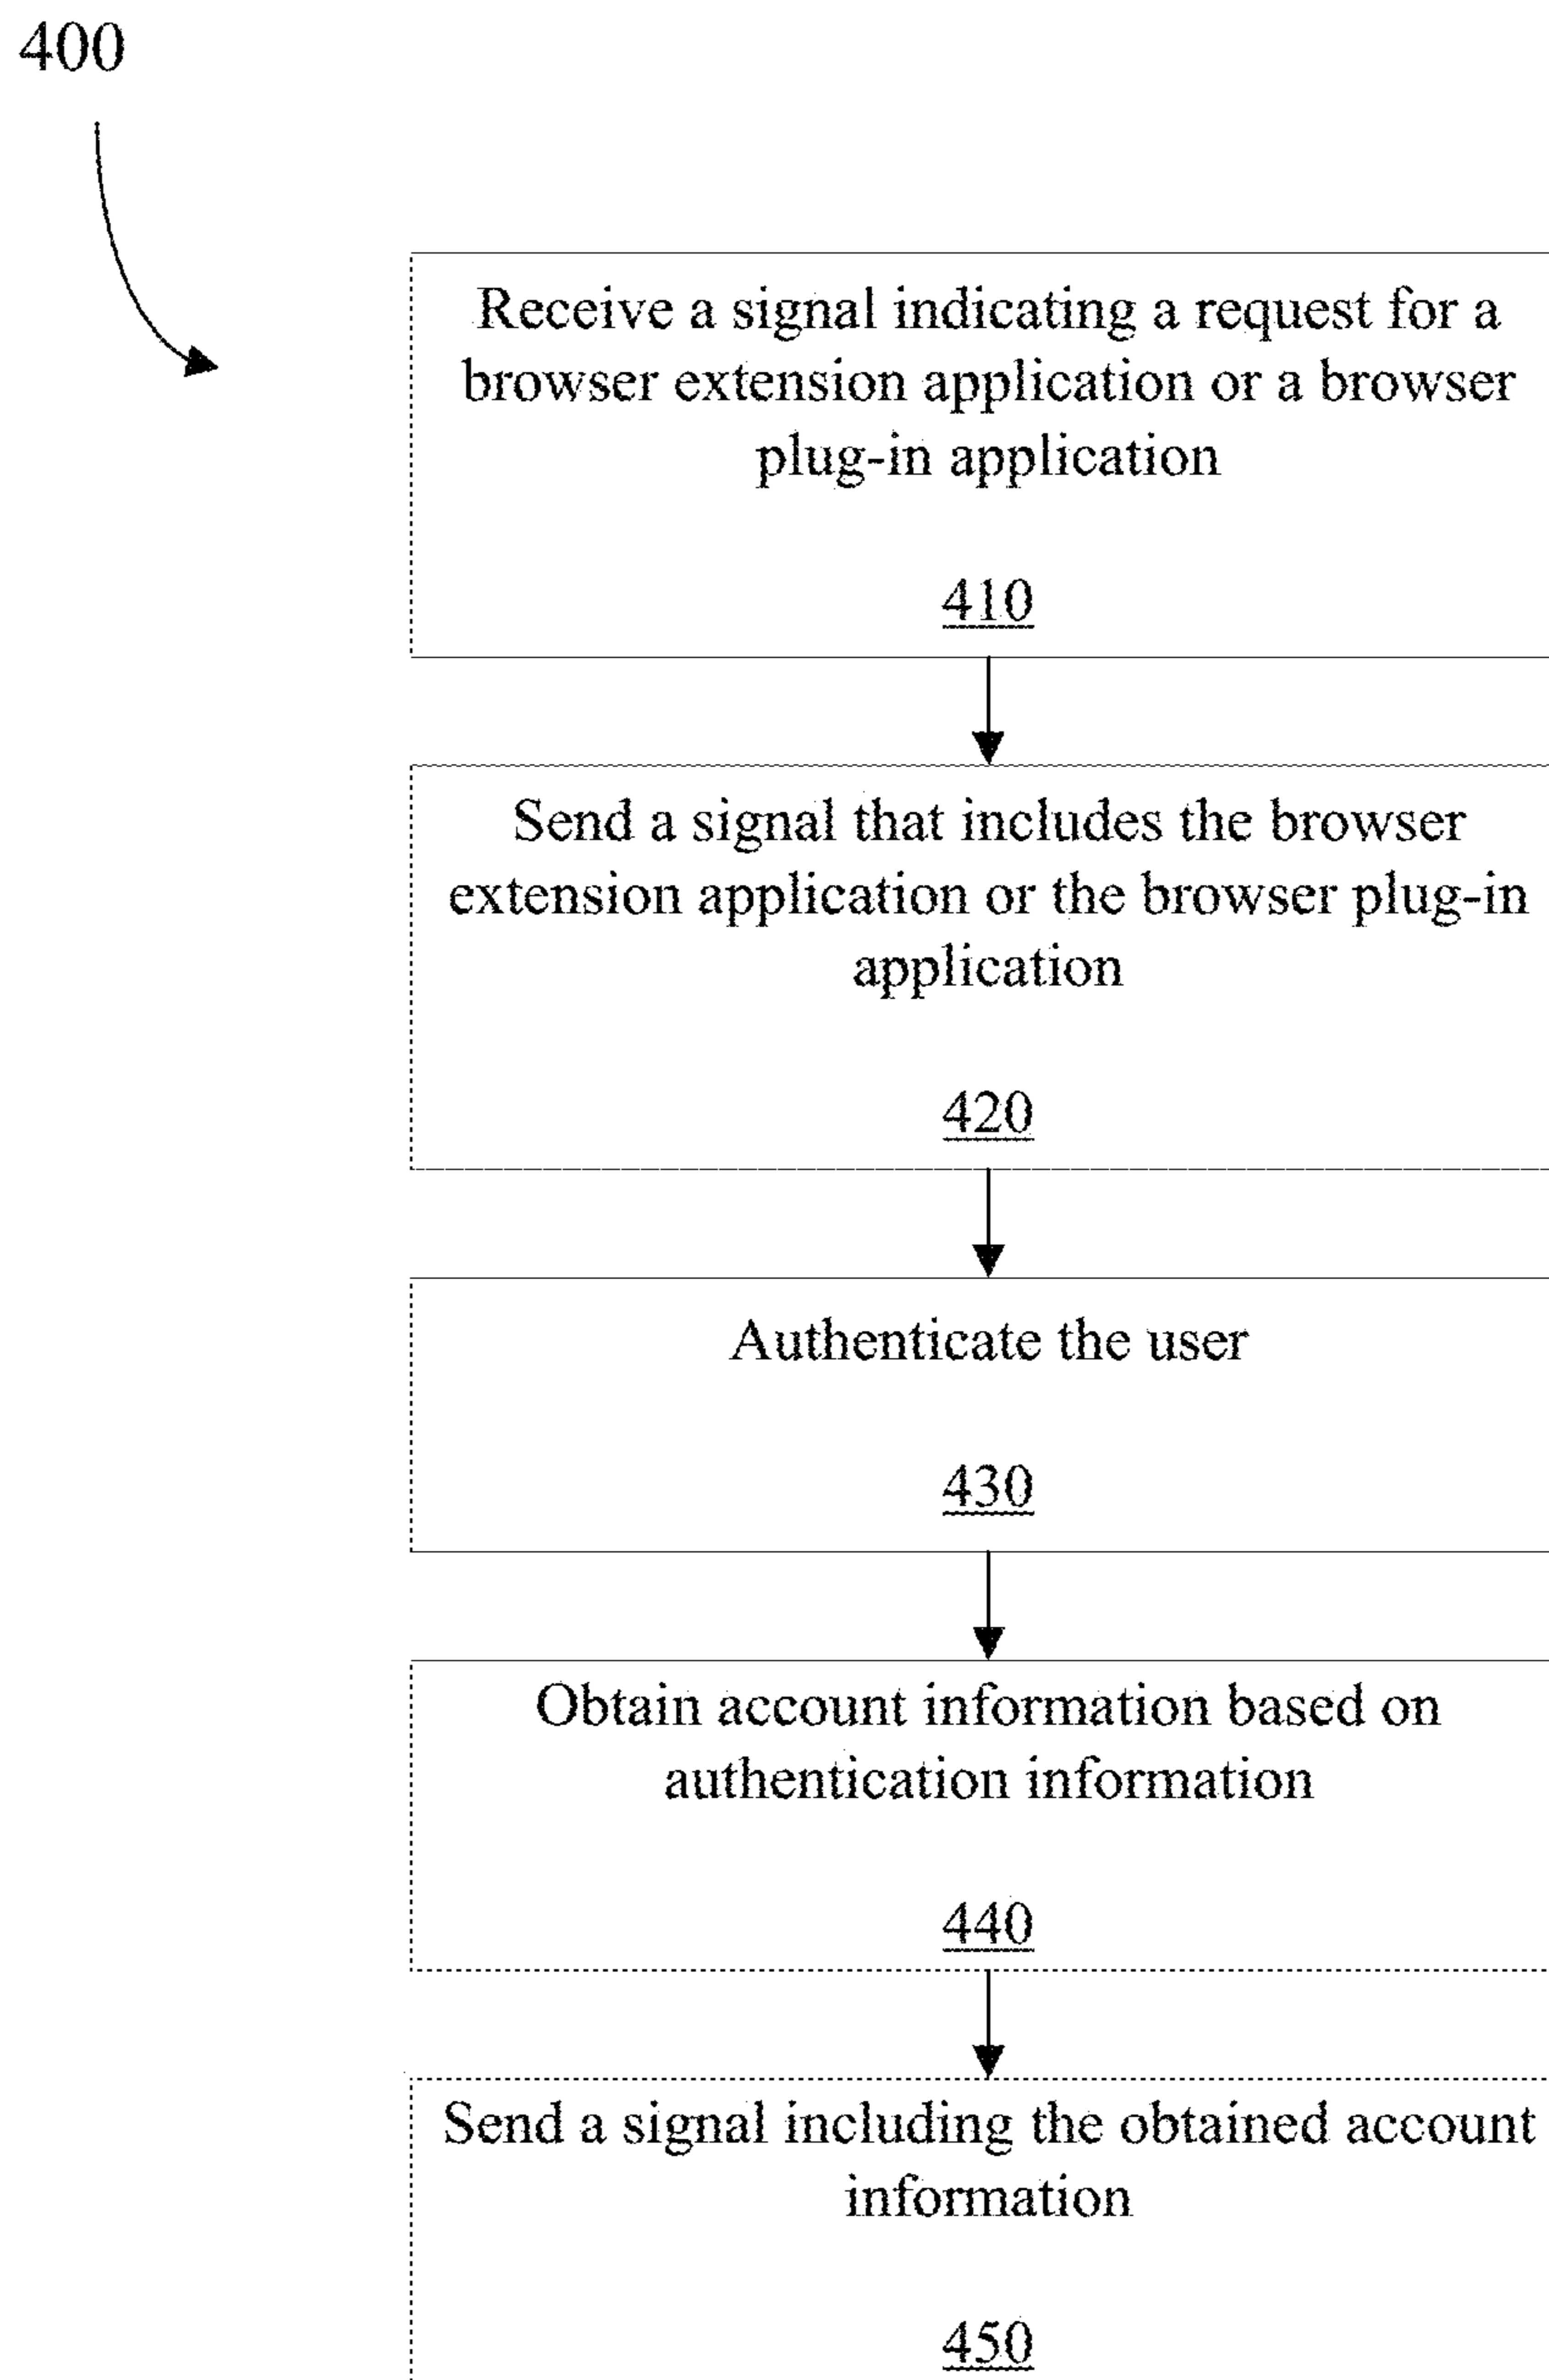 400
Receive a signal indicating a request for a
browser extension application or a browser
plug-in application
410
Send a signal that includes the browser
extension application or the browser plug-in
application
420
Authenticate the user
430
Obtain account information based on
authentication information
440
Send a signal including the obtained account
information
450